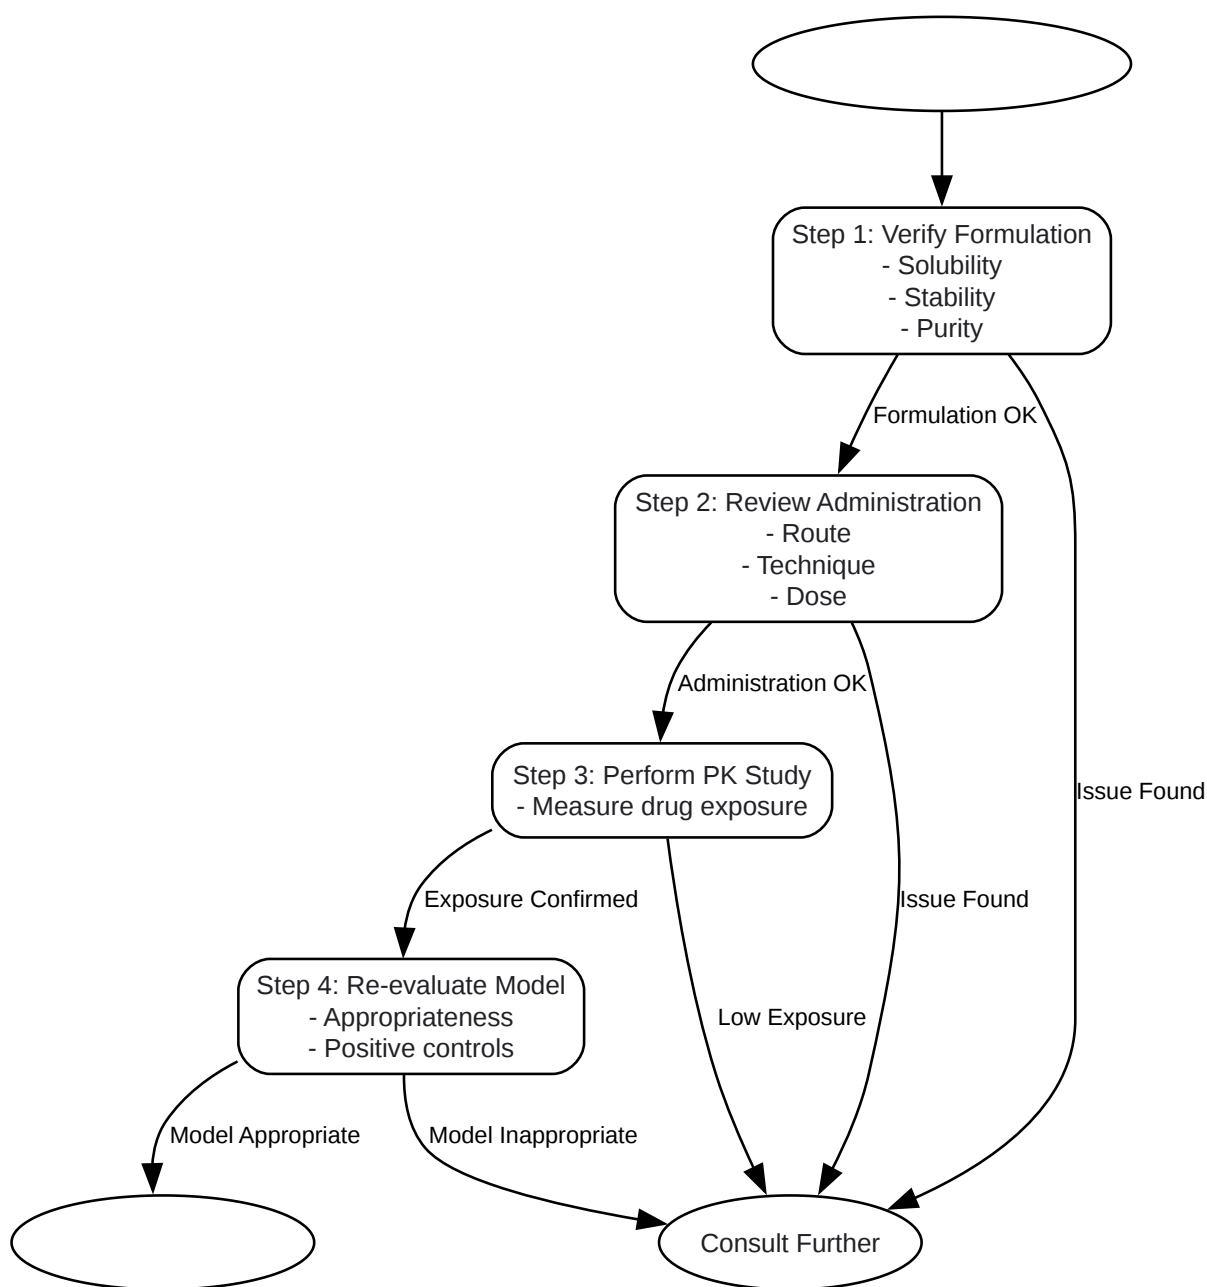 Step 1: Verify Formulation
- Solubility
- Stability
- Purity
Formulation OK
Step 2: Review Administration
- Route
- Technique
- Dose
Administration OK
Step 3: Perform PK Study
- Measure drug exposure
Issue Found
Exposure Confirmed
Issue Found
Step 4: Re-evaluate Model
- Appropriateness
- Positive controls
Low Exposure
Model Appropriate
Model Inappropriate
Consult Further